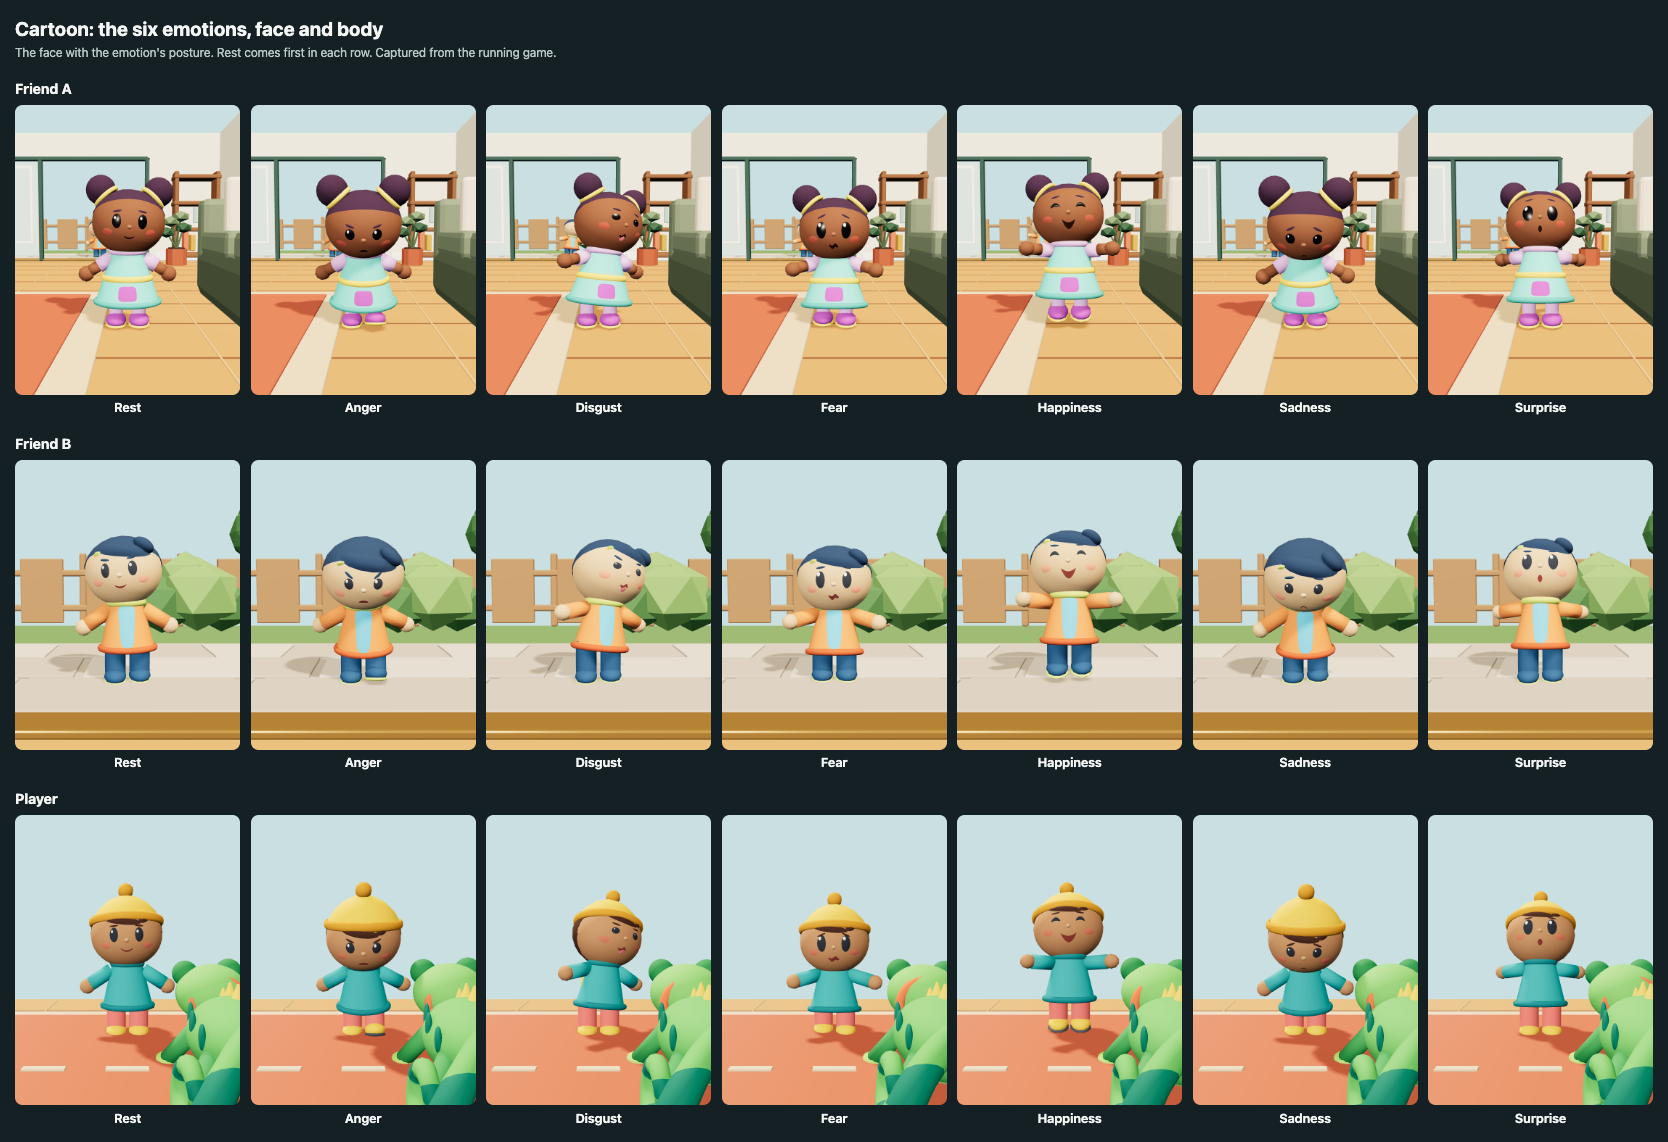 Cartoon: the six emotions, face and body
The face with the emotion's posture. Rest comes first in each row. Captured from the running game.
Friend A
Rest
Anger
Disgust
Fear
Happiness
Sadness
Surprise
Friend B
Rest
Anger
Disgust
Fear
Happiness
Sadness
Surprise
Player
Rest
Anger
Disgust
Fear
Happiness
Sadness
Surprise